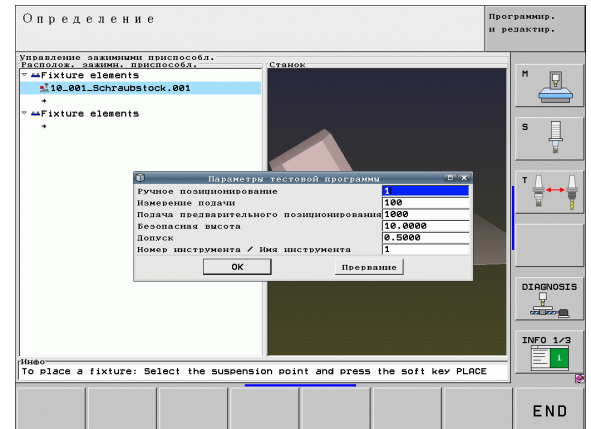 Определение
Программир.
и редактир.
Управление зажимными приспособл.
Располож. зажимн. приспособл.
Станок
Fixture elements
10_001_Schraubstock.001
Fixture elements
Параметры тестовой программы
Ручное позиционирование 1
Измерение подачи 100
Подача предварительного позиционирования 1000
Безопасная высота 10.0000
Допуск 0.5000
Номер инструмента / Имя инструмента 1
OK
Прервание
M
S
T
DIAGNOSIS
INFO 1/3
Инфо
To place a fixture: Select the suspension point and press the soft key PLACE
END